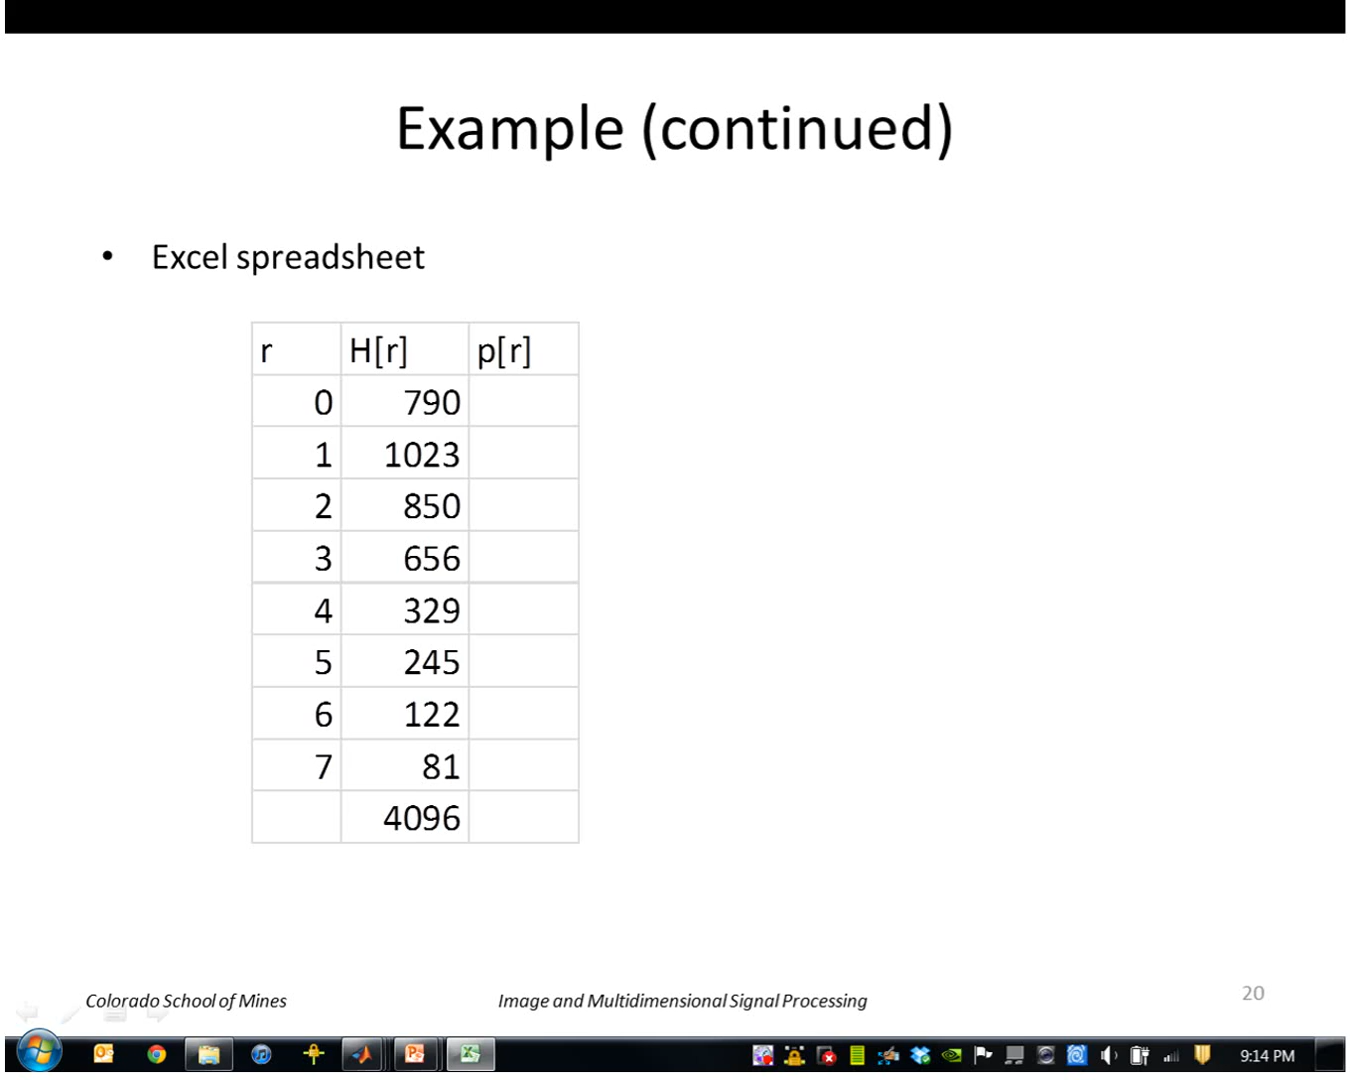 Example (continued)
• Excel spreadsheet
r H[r] p[r]
0 790
1 1023
2 850
3 656
4 329
5 245
6 122
7 81
4096
Colorado School of Mines Image and Multidimensional Signal Processing 20
9:14 PM